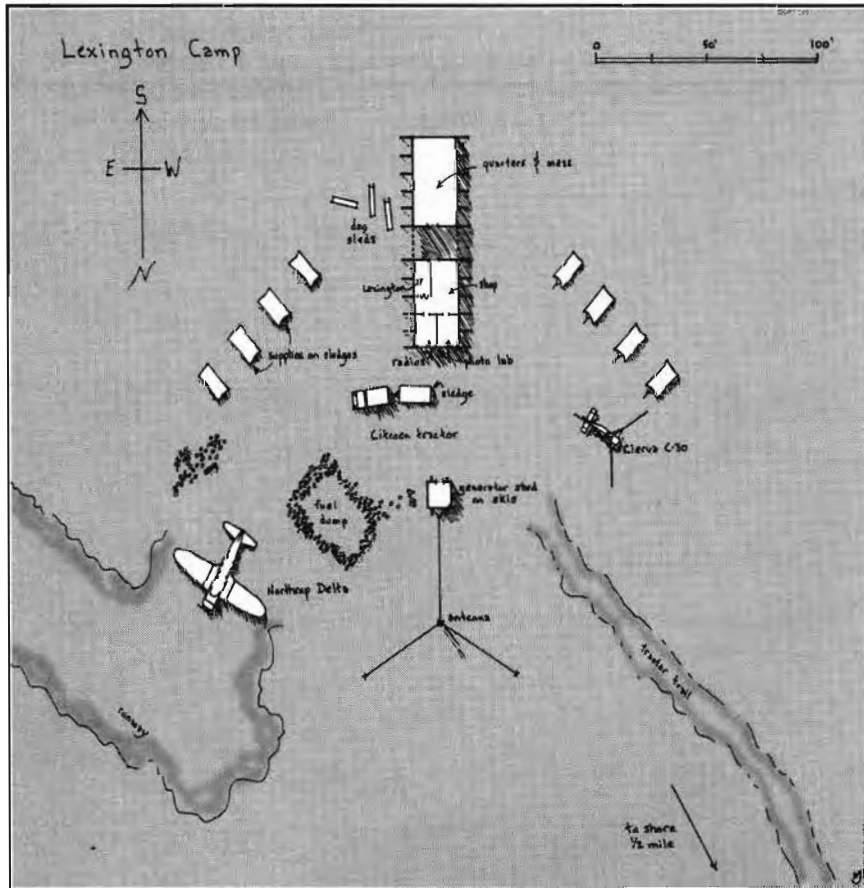 Lexington Camp
0 50' 100'
S
E W
N
quarters & mess
dog
sleds
Lexington
shop
supplies on sledges
radios
photo lab
sledge
Citroen tractor
Cierva C-30
generator shed
on skis
fuel
dump
Northrop Delta
antenna
tractor trail
runway
to shore
1/2 mile